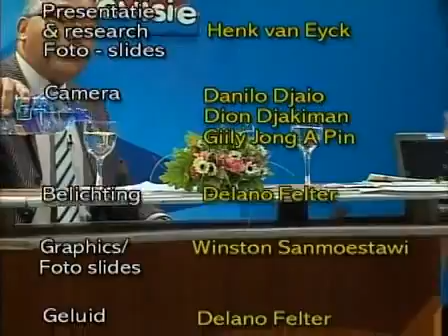 Presentatie
& research
Foto - slides
Henk van Eyck
Camera
Danilo Djaio
Dion Djakiman
Giily Jong A Pin
Belichting
Delano Felter
Graphics/
Foto slides
Winston Sanmoestawi
Geluid
Delano Felter